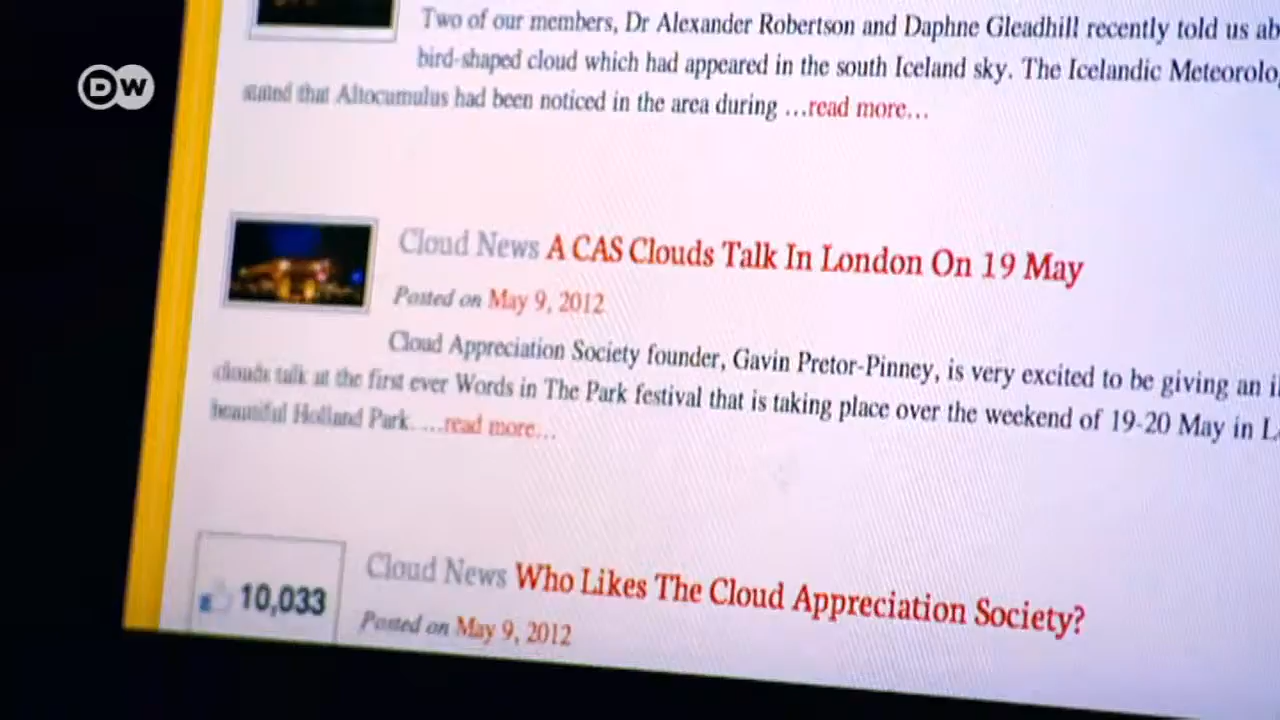 DW
Two of our members, Dr Alexander Robertson and Daphne Gleadhill recently told us ab
bird-shaped cloud which had appeared in the south Iceland sky. The Icelandic Meteorolo
stated that Altocumulus had been noticed in the area during ...read more...
Cloud News A CAS Clouds Talk In London On 19 May
Posted on May 9, 2012
Cloud Appreciation Society founder, Gavin Pretor-Pinney, is very excited to be giving an il
clouds talk at the first ever Words in The Park festival that is taking place over the weekend of 19-20 May in L
beautiful Holland Park. ...read more...
10,033
Cloud News Who Likes The Cloud Appreciation Society?
Posted on May 9, 2012